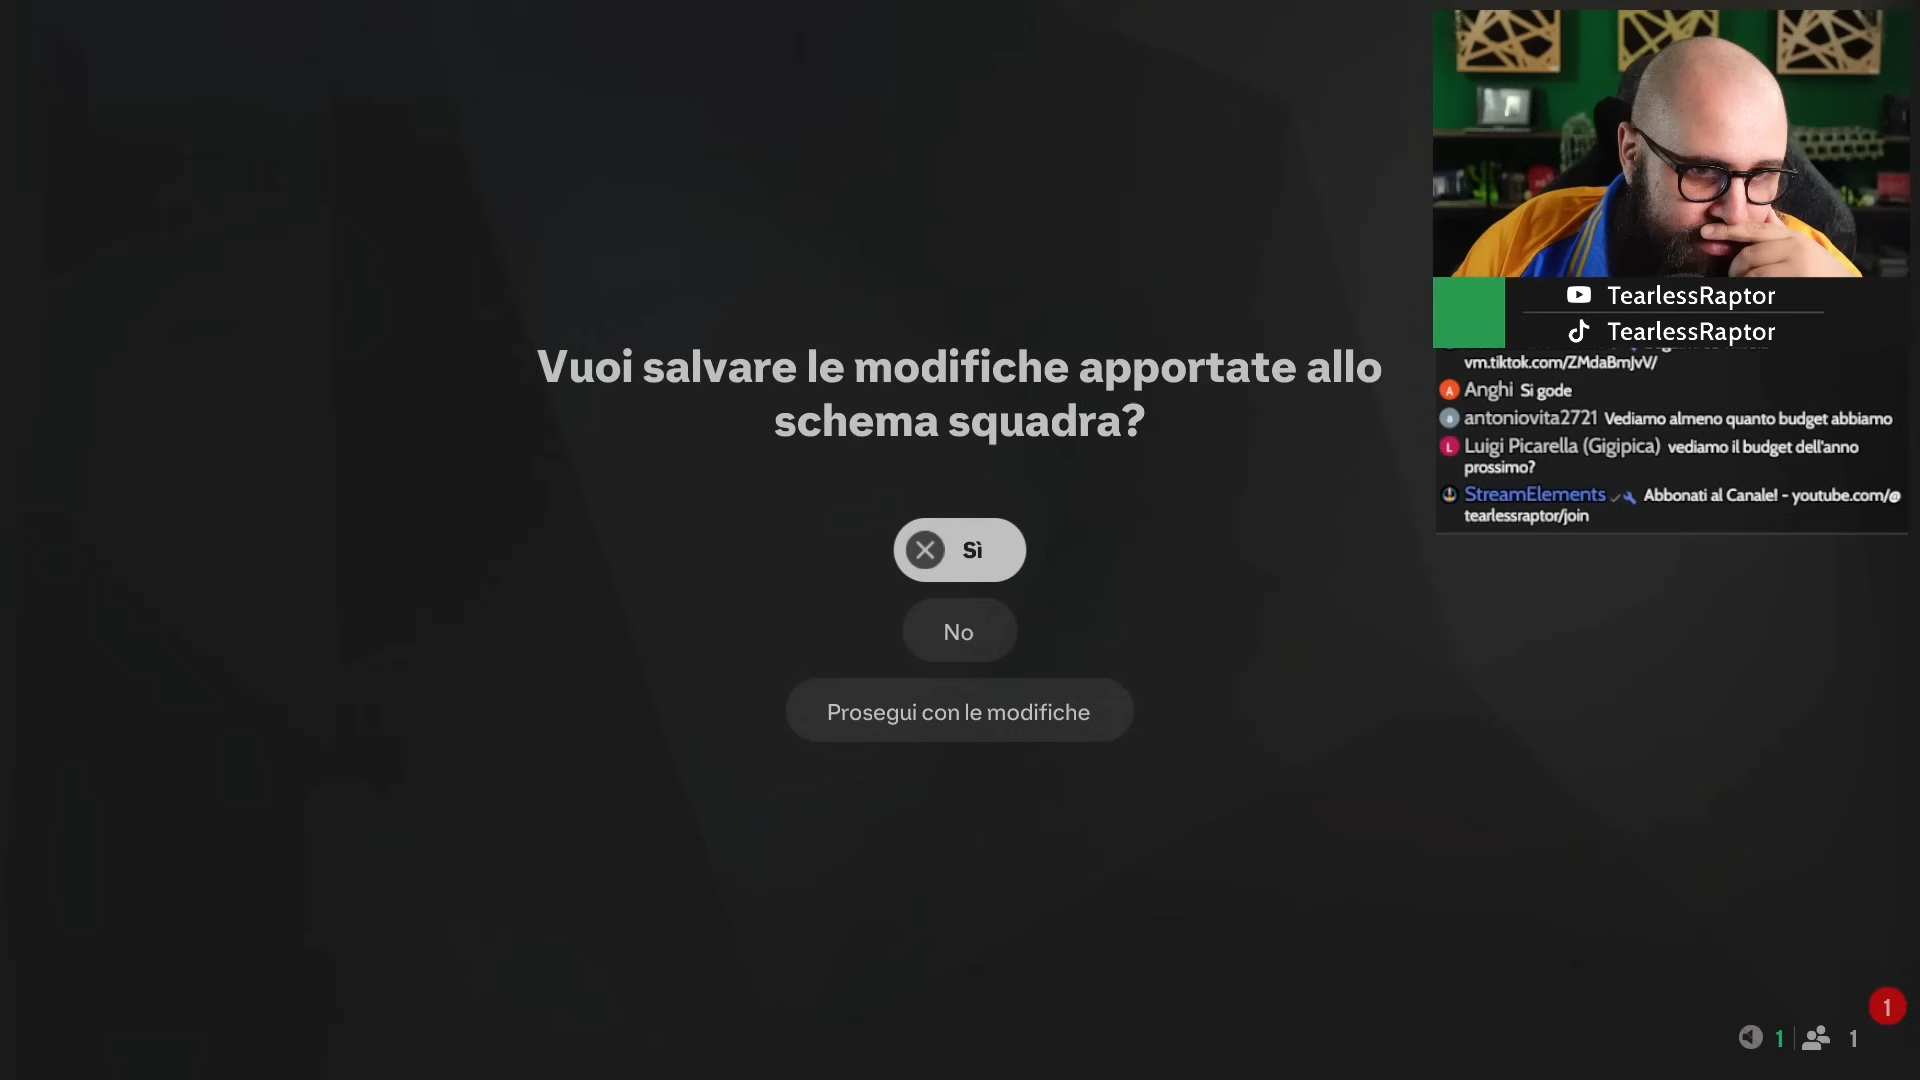 Vuoi salvare le modifiche apportate allo
schema squadra?
Sì
No
Prosegui con le modifiche
TearlessRaptor
TearlessRaptor
vm.tiktok.com/ZMdaBmJvV/
A Anghi Si gode
a antoniovita2721 Vediamo almeno quanto budget abbiamo
L Luigi Picarella (Gigipica) vediamo il budget dell'anno
prossimo?
StreamElements Abbonati al Canale! - youtube.com/@
tearlessraptor/join
1
1
1